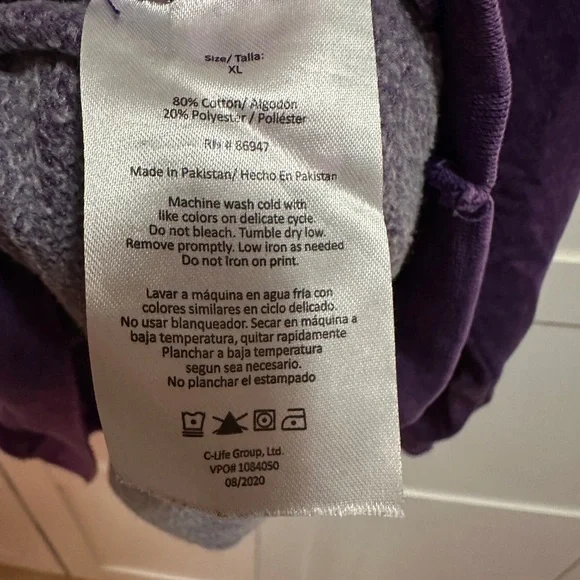 Size/ Talla:
XL
80% Cotton/ Algodón
20% Polyester / Poliéster
RN # 86947
Made in Pakistan/ Hecho En Pakistan
Machine wash cold with
like colors on delicate cycle.
Do not bleach. Tumble dry low.
Remove promptly. Low iron as needed
Do not Iron on print.
Lavar a máquina en agua fría con
colores similares en ciclo delicado.
No usar blanqueador. Secar en máquina a
baja temperatura, quitar rapidamente
Planchar a baja temperatura
segun sea necesario.
No planchar el estampado
C-Life Group, Ltd.
VPO# 1084050
08/2020